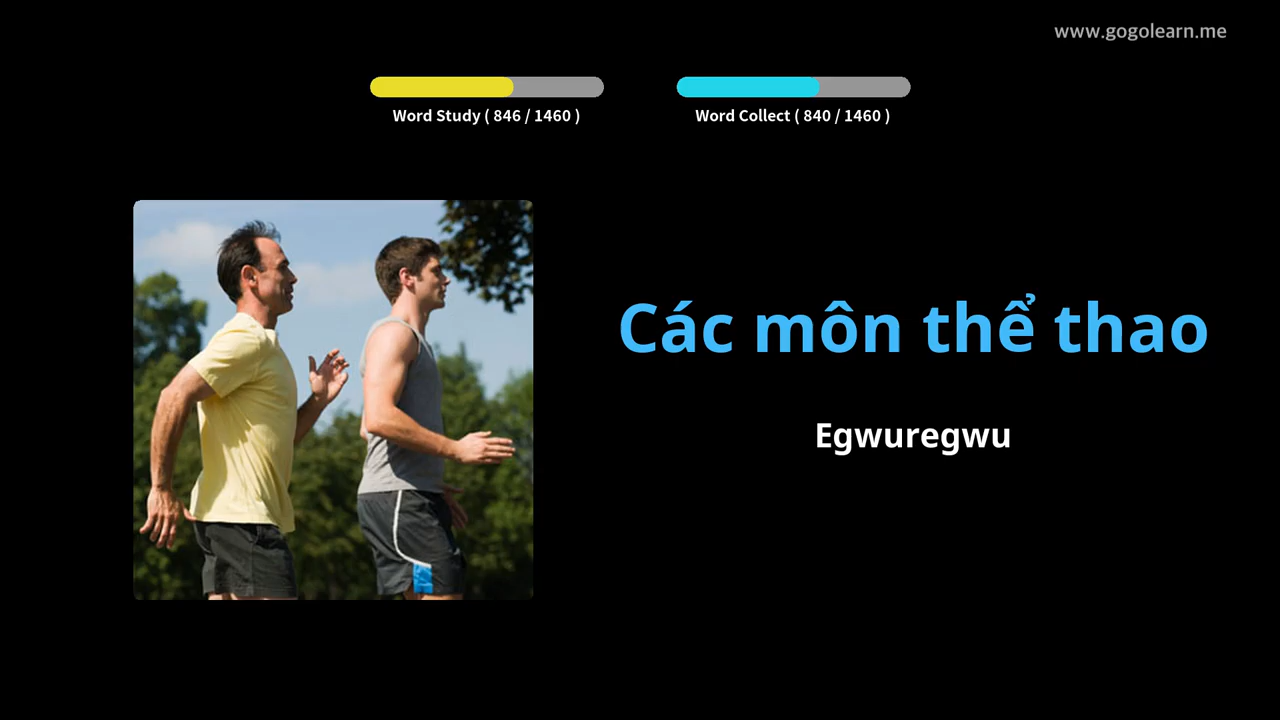 www.gogolearn.me
Word Study ( 846 / 1460 )
Word Collect ( 840 / 1460 )
Các môn thể thao
Egwuregwu